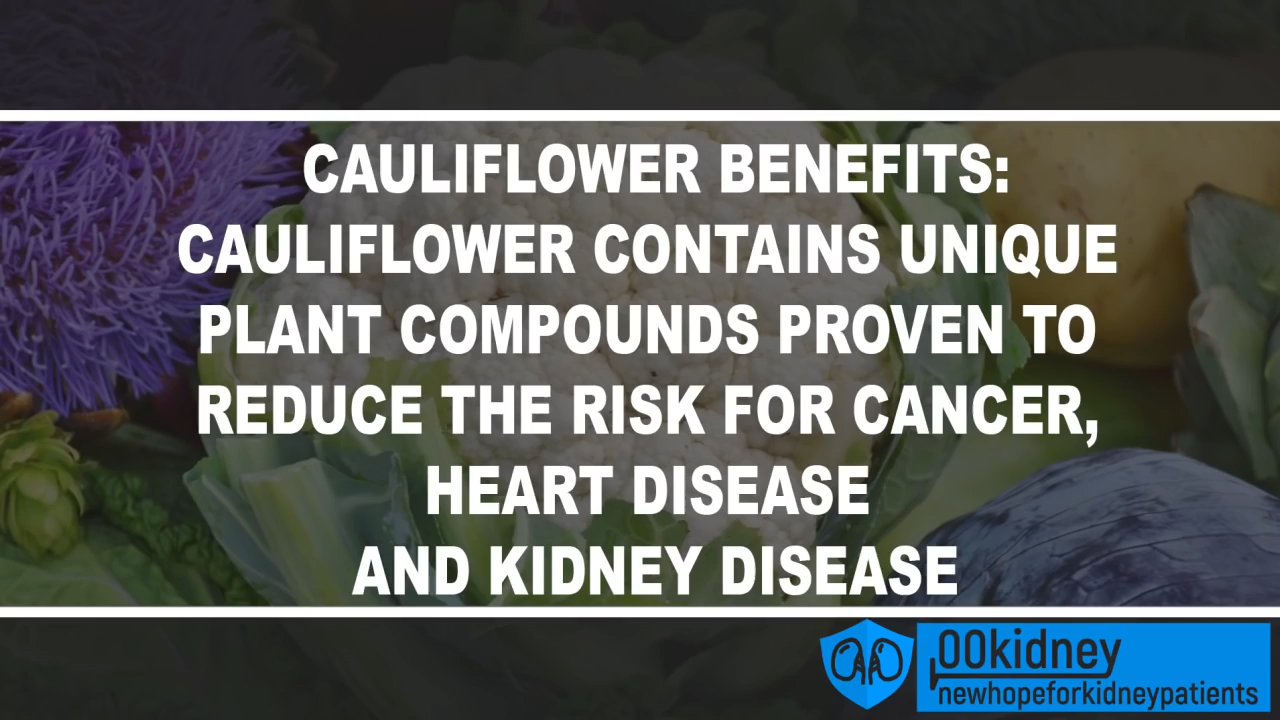 CAULIFLOWER BENEFITS:
CAULIFLOWER CONTAINS UNIQUE
PLANT COMPOUNDS PROVEN TO
REDUCE THE RISK FOR CANCER,
HEART DISEASE
AND KIDNEY DISEASE
00kidney
newhopeforkidneypatients